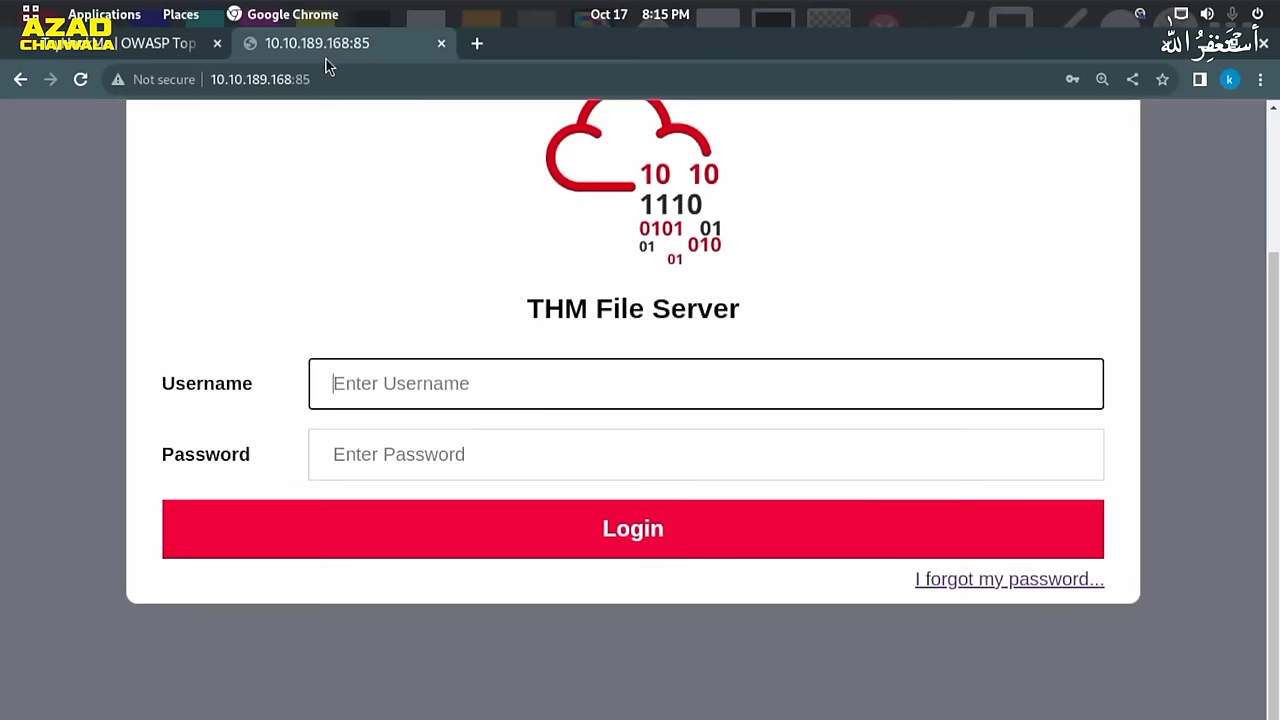 Applications Places Google Chrome Oct 17 8:15 PM
AZAD
CHAIWALA
OWASP Top
10.10.189.168:85
أستغفر الله
Not secure 10.10.189.168:85
k
10 10
1110
0101 01
01 010
01
THM File Server
Username Enter Username
Password Enter Password
Login
I forgot my password...